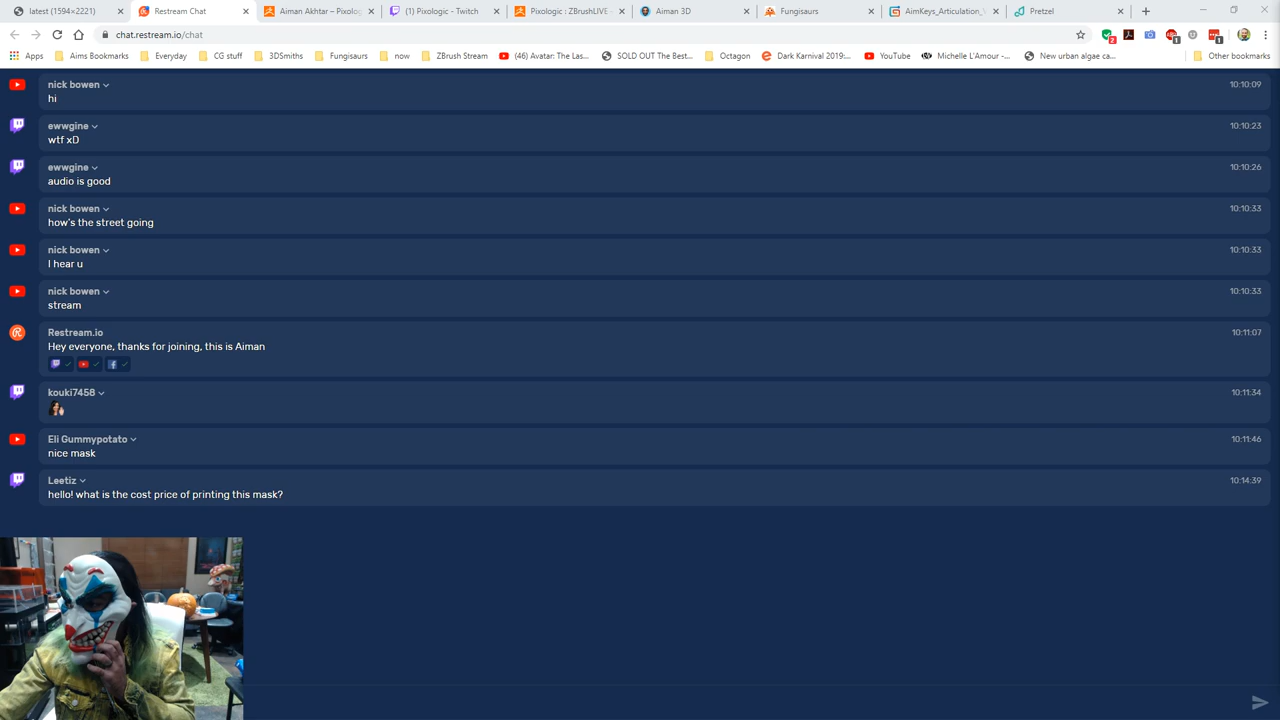 latest (1594×2221)
Restream Chat
Aiman Akhtar – Pixolo
(1) Pixologic - Twitch
Pixologic : ZBrushLIVE
Aiman 3D
Fungisaurs
AimKeys_Articulation_
Pretzel
chat.restream.io/chat
Apps
Aims Bookmarks
Everyday
CG stuff
3DSmiths
Fungisaurs
now
ZBrush Stream
(46) Avatar: The Las...
SOLD OUT The Best...
Octagon
Dark Karnival 2019:...
YouTube
Michelle L'Amour -...
New urban algae ca...
Other bookmarks
nick bowen
10:10:09
hi
ewwgine
10:10:23
wtf xD
ewwgine
10:10:26
audio is good
nick bowen
10:10:33
how's the street going
nick bowen
10:10:33
I hear u
nick bowen
10:10:33
stream
Restream.io
10:11:07
Hey everyone, thanks for joining, this is Aiman
kouki7458
10:11:34
Eli Gummypotato
10:11:46
nice mask
Leetiz
10:14:39
hello! what is the cost price of printing this mask?